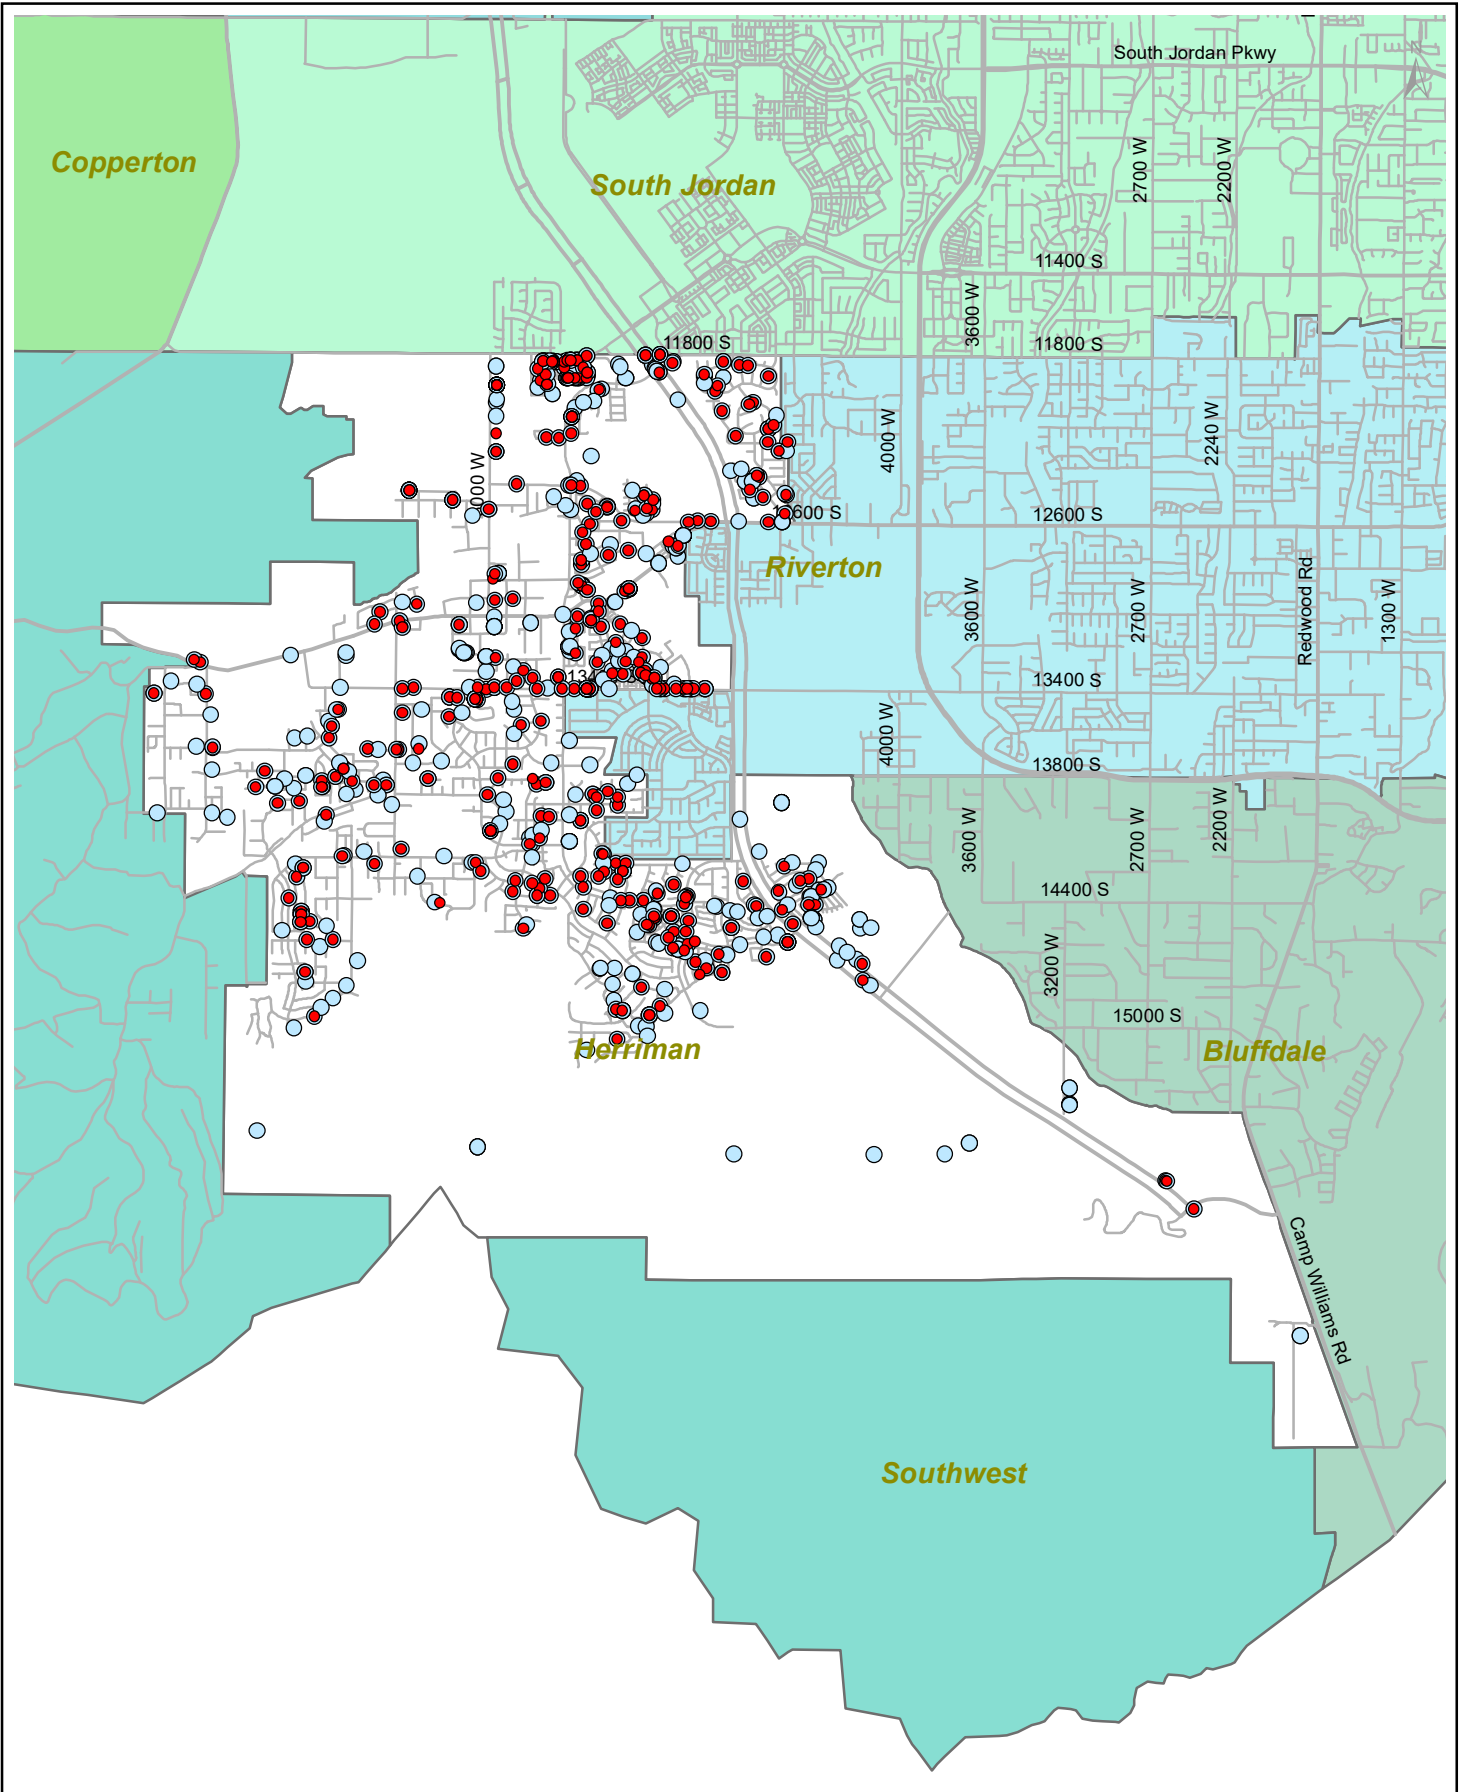 South Jordan Pkwy
Copperton
South Jordan
2700 W
2200 W
11400 S
3600 W
11800 S
11800 S
4000 W
2240 W
000 W
12600 S
12600 S
Riverton
Redwood Rd
3600 W
2700 W
1300 W
13400 S
4000 W
13800 S
3600 W
2700 W
2200 W
14400 S
3200 W
15000 S
Herriman
Bluffdale
Camp Williams Rd
Southwest